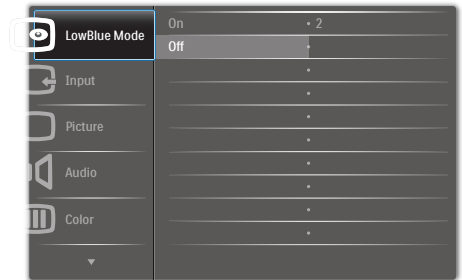 LowBlue Mode
On • 2
Off •
Input
Picture
Audio
Color